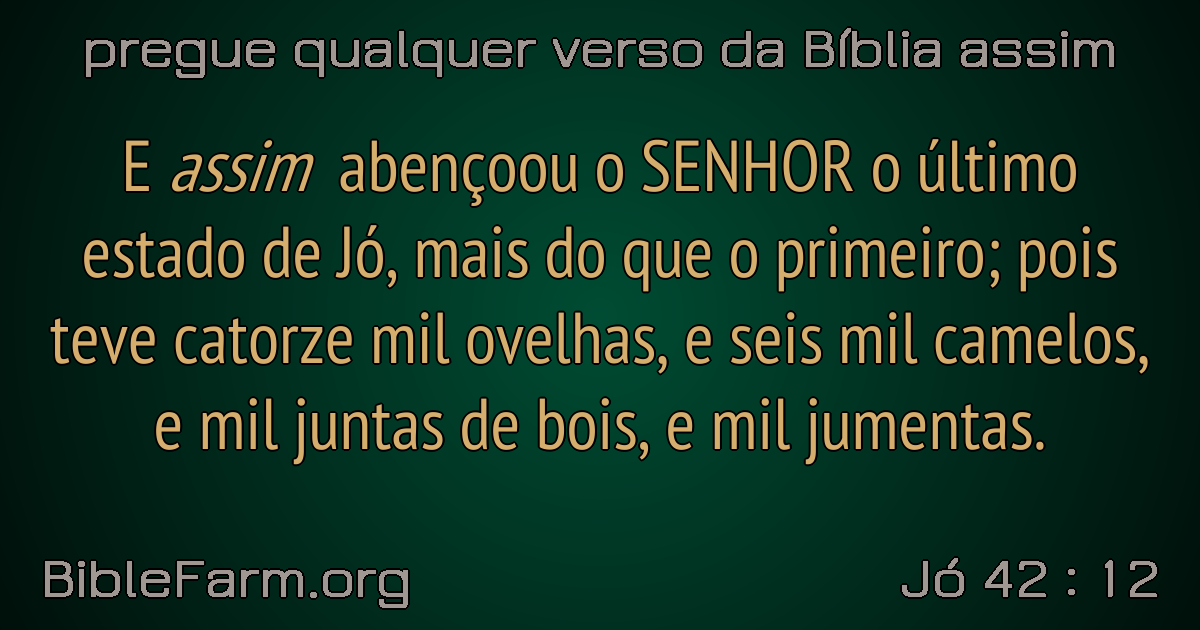 pregue qualquer verso da Bíblia assim
E assim abençoou o SENHOR o último
estado de Jó, mais do que o primeiro; pois
teve catorze mil ovelhas, e seis mil camelos,
e mil juntas de bois, e mil jumentas.
BibleFarm.org
Jó 42 : 12